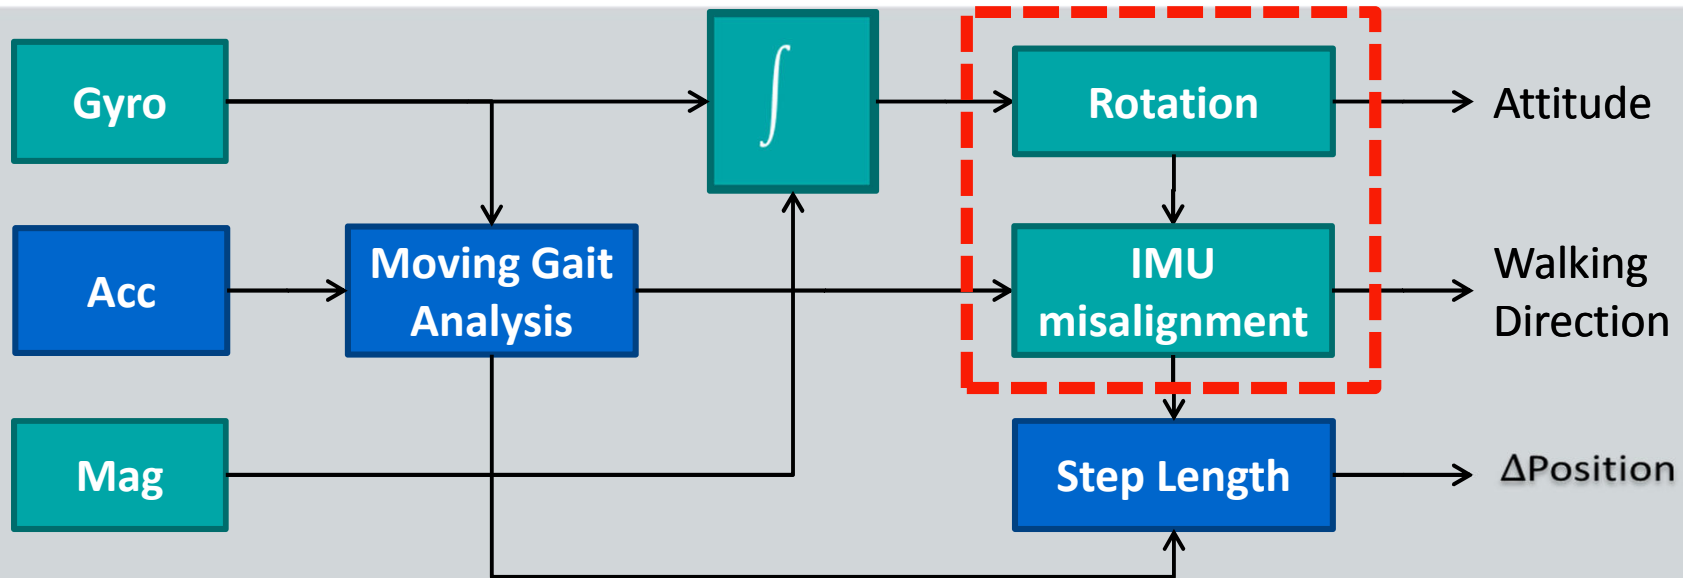 Gyro
∫
Rotation
Attitude
Acc
Moving Gait
Analysis
IMU
misalignment
Walking
Direction
Mag
Step Length
ΔPosition